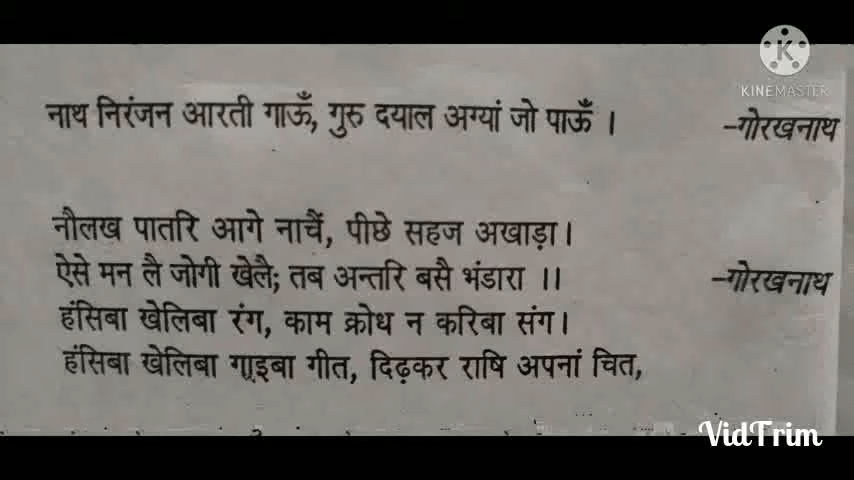 KINEMASTER
नाथ निरंजन आरती गाऊँ, गुरु दयाल अग्यां जो पाऊँ । -गोरखनाथ
नौलख पातरि आगे नाचैं, पीछे सहज अखाड़ा।
ऐसे मन लै जोगी खेलै; तब अन्तरि बसै भंडारा ।। -गोरखनाथ
हंसिबा खेलिबा रंग, काम क्रोध न करिबा संग।
हंसिबा खेलिबा गाइबा गीत, दिढ़कर राषि अपनां चित,
VidTrim